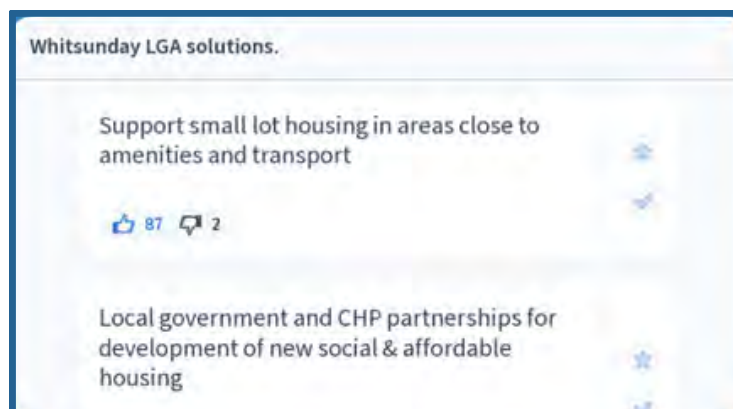 Whitsunday LGA solutions.
Support small lot housing in areas close to
amenities and transport
87 2
Local government and CHP partnerships for
development of new social & affordable
housing